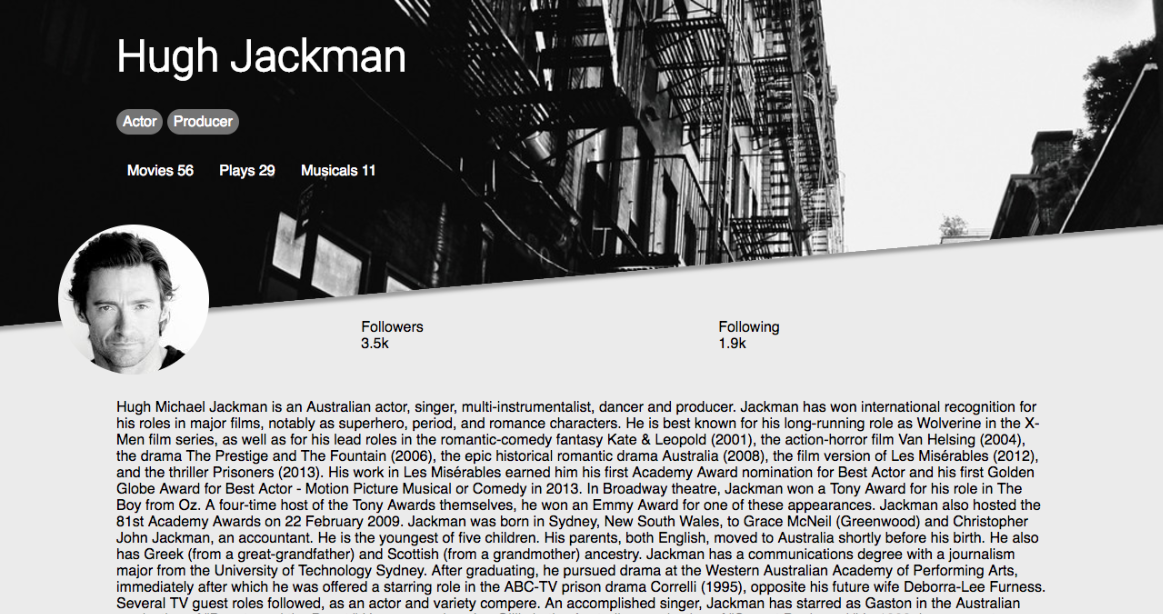 Hugh Jackman
Actor Producer
Movies 56 Plays 29 Musicals 11
Followers Following
3.5k 1.9k
Hugh Michael Jackman is an Australian actor, singer, multi-instrumentalist, dancer and producer. Jackman has won international recognition for
his roles in major films, notably as superhero, period, and romance characters. He is best known for his long-running role as Wolverine in the X-
Men film series, as well as for his lead roles in the romantic-comedy fantasy Kate & Leopold (2001), the action-horror film Van Helsing (2004),
the drama The Prestige and The Fountain (2006), the epic historical romantic drama Australia (2008), the film version of Les Misérables (2012),
and the thriller Prisoners (2013). His work in Les Misérables earned him his first Academy Award nomination for Best Actor and his first Golden
Globe Award for Best Actor - Motion Picture Musical or Comedy in 2013. In Broadway theatre, Jackman won a Tony Award for his role in The
Boy from Oz. A four-time host of the Tony Awards themselves, he won an Emmy Award for one of these appearances. Jackman also hosted the
81st Academy Awards on 22 February 2009. Jackman was born in Sydney, New South Wales, to Grace McNeil (Greenwood) and Christopher
John Jackman, an accountant. He is the youngest of five children. His parents, both English, moved to Australia shortly before his birth. He also
has Greek (from a great-grandfather) and Scottish (from a grandmother) ancestry. Jackman has a communications degree with a journalism
major from the University of Technology Sydney. After graduating, he pursued drama at the Western Australian Academy of Performing Arts,
immediately after which he was offered a starring role in the ABC-TV prison drama Correlli (1995), opposite his future wife Deborra-Lee Furness.
Several TV guest roles followed, as an actor and variety compere. An accomplished singer, Jackman has starred as Gaston in the Australian